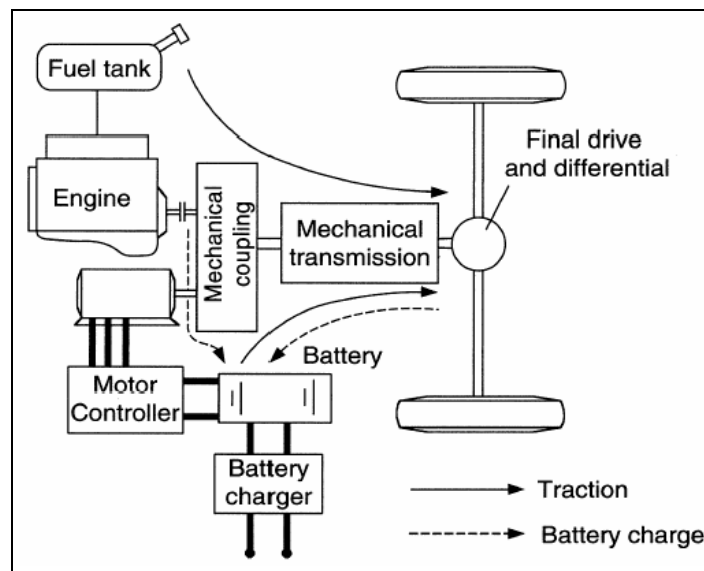 Fuel tank
Engine
Mechanical
coupling
Mechanical
transmission
Final drive
and differential
Battery
Motor
Controller
Battery
charger
Traction
Battery charge